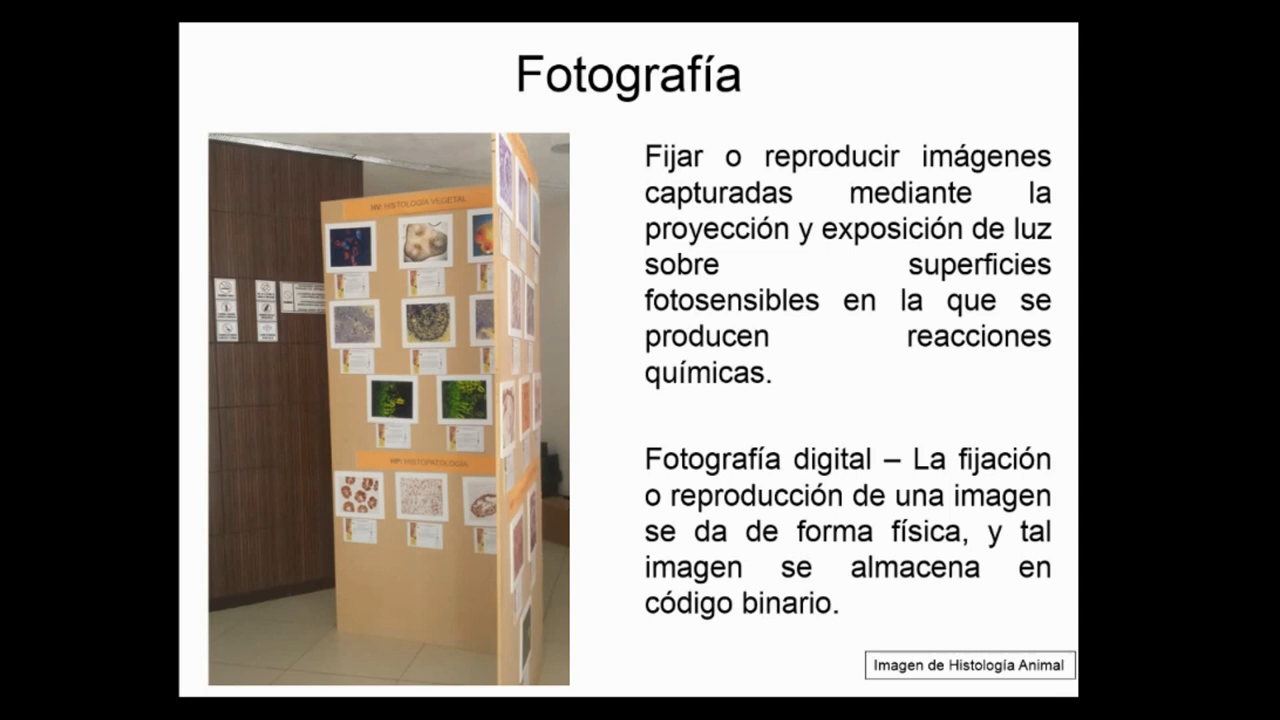 Fotografía
HV: HISTOLOGÍA VEGETAL
HP: HISTOPATOLOGÍA
Fijar o reproducir imágenes
capturadas mediante la
proyección y exposición de luz
sobre superficies
fotosensibles en la que se
producen reacciones
químicas.
Fotografía digital – La fijación
o reproducción de una imagen
se da de forma física, y tal
imagen se almacena en
código binario.
Imagen de Histología Animal